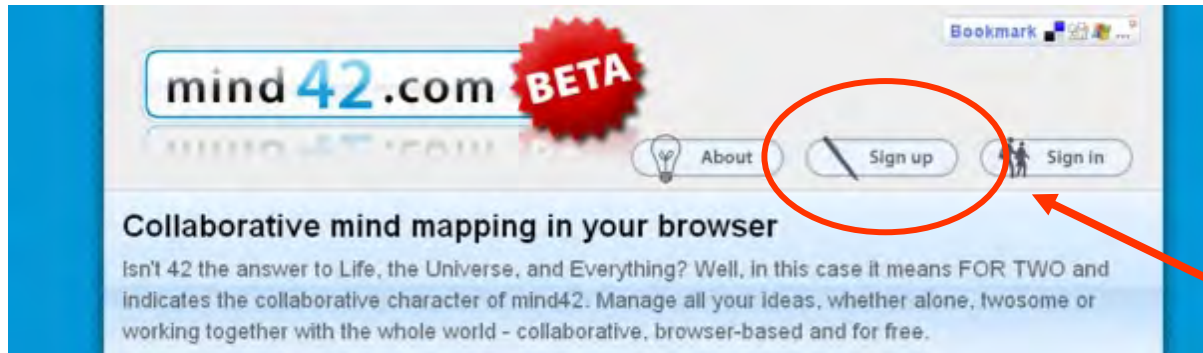 Bookmark ...
mind42.com BETA
About Sign up Sign in
Collaborative mind mapping in your browser
Isn't 42 the answer to Life, the Universe, and Everything? Well, in this case it means FOR TWO and
indicates the collaborative character of mind42. Manage all your ideas, whether alone, twosome or
working together with the whole world - collaborative, browser-based and for free.